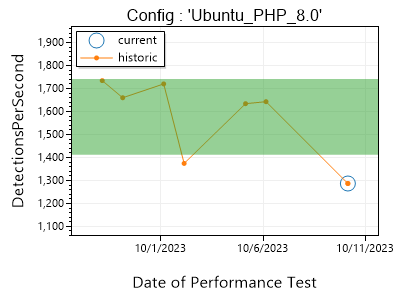 Config : 'Ubuntu_PHP_8.0'
current
historic
1,900
1,800
1,700
1,600
1,500
1,400
1,300
1,200
1,100
DetectionsPerSecond
10/1/2023 10/6/2023 10/11/2023
Date of Performance Test